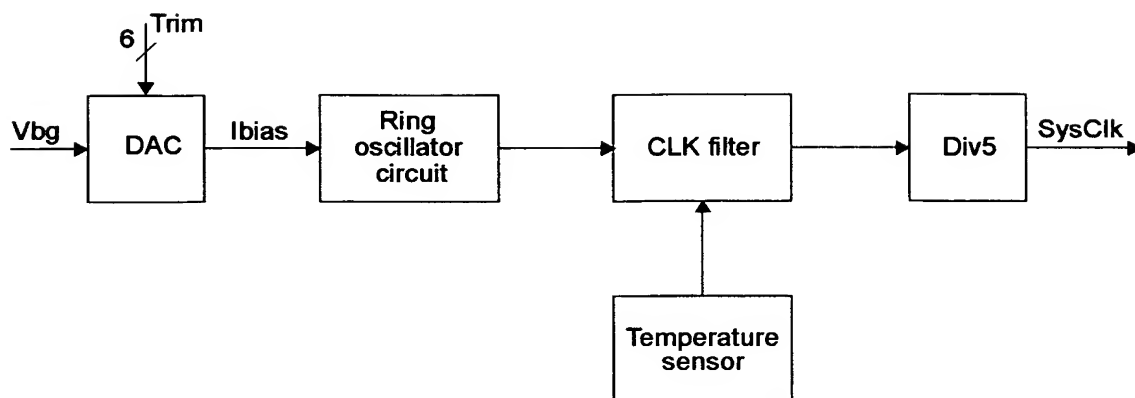 6 Trim
Vbg
DAC
Ibias
Ring
oscillator
circuit
CLK filter
Div5
SysClk
Temperature
sensor